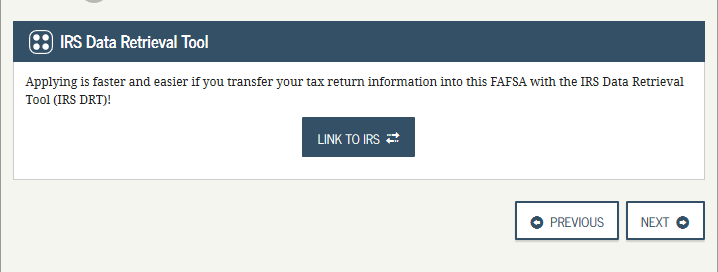 IRS Data Retrieval Tool
Applying is faster and easier if you transfer your tax return information into this FAFSA with the IRS Data Retrieval
Tool (IRS DRT)!
LINK TO IRS
PREVIOUS
NEXT